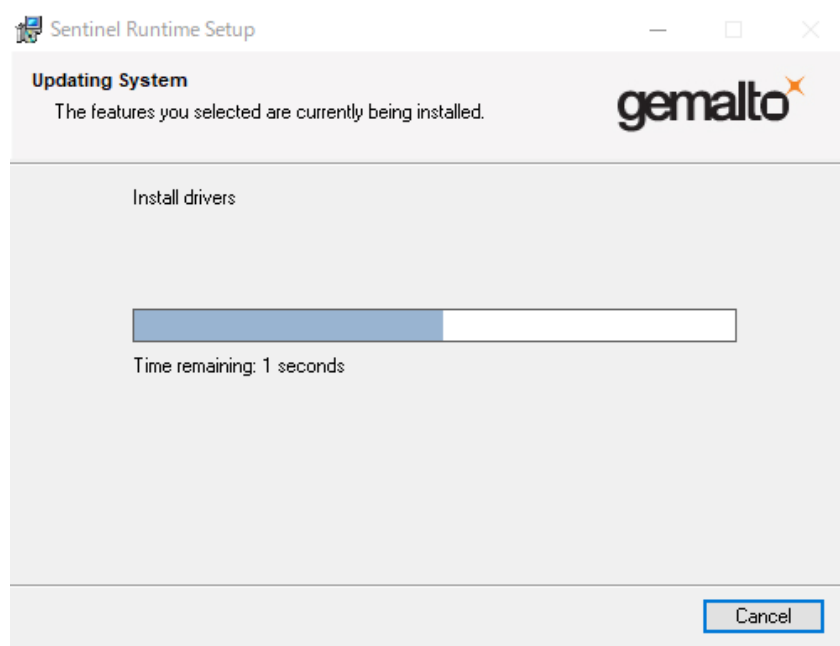 Sentinel Runtime Setup
Updating System
The features you selected are currently being installed.
gemalto
Install drivers
Time remaining: 1 seconds
Cancel